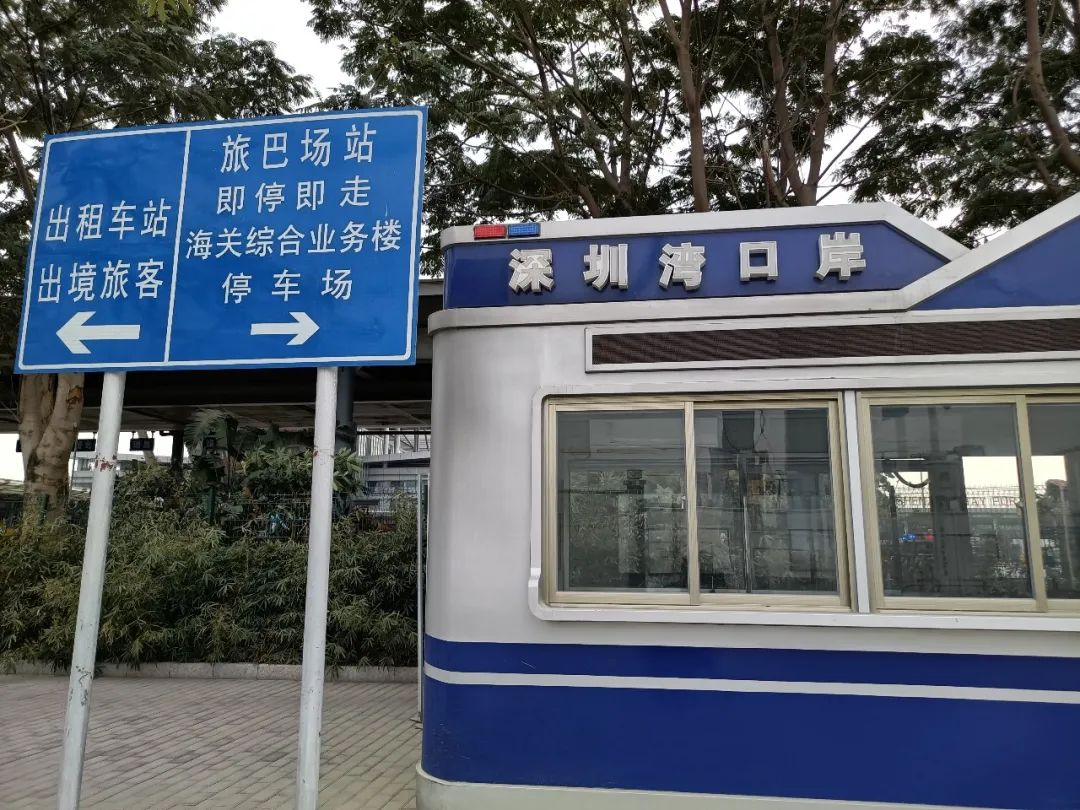 出租车站
出境旅客
旅巴场站
即停即走
海关综合业务楼
停车场
深圳湾口岸